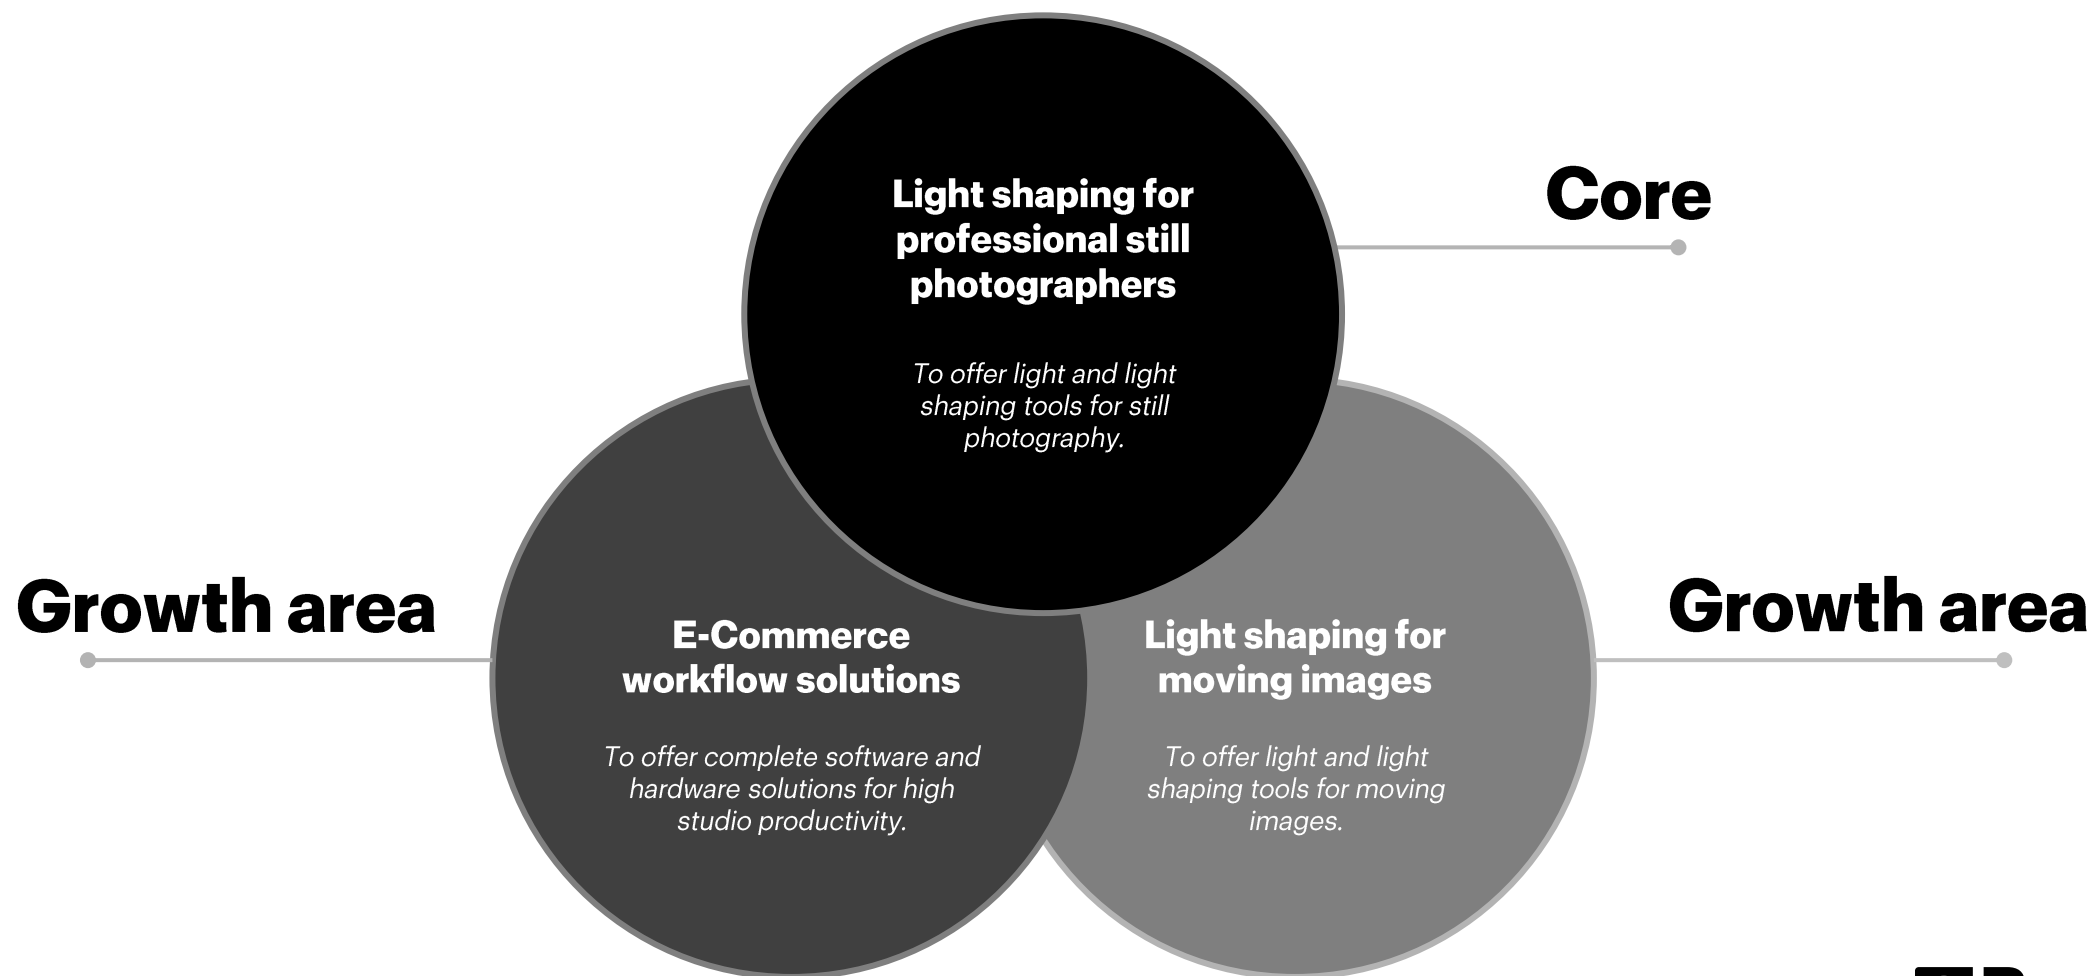 Light shaping for
professional still
photographers
To offer light and light
shaping tools for still
photography.
Core
Growth area
E-Commerce
workflow solutions
To offer complete software and
hardware solutions for high
studio productivity.
Light shaping for
moving images
To offer light and light
shaping tools for moving
images.
Growth area